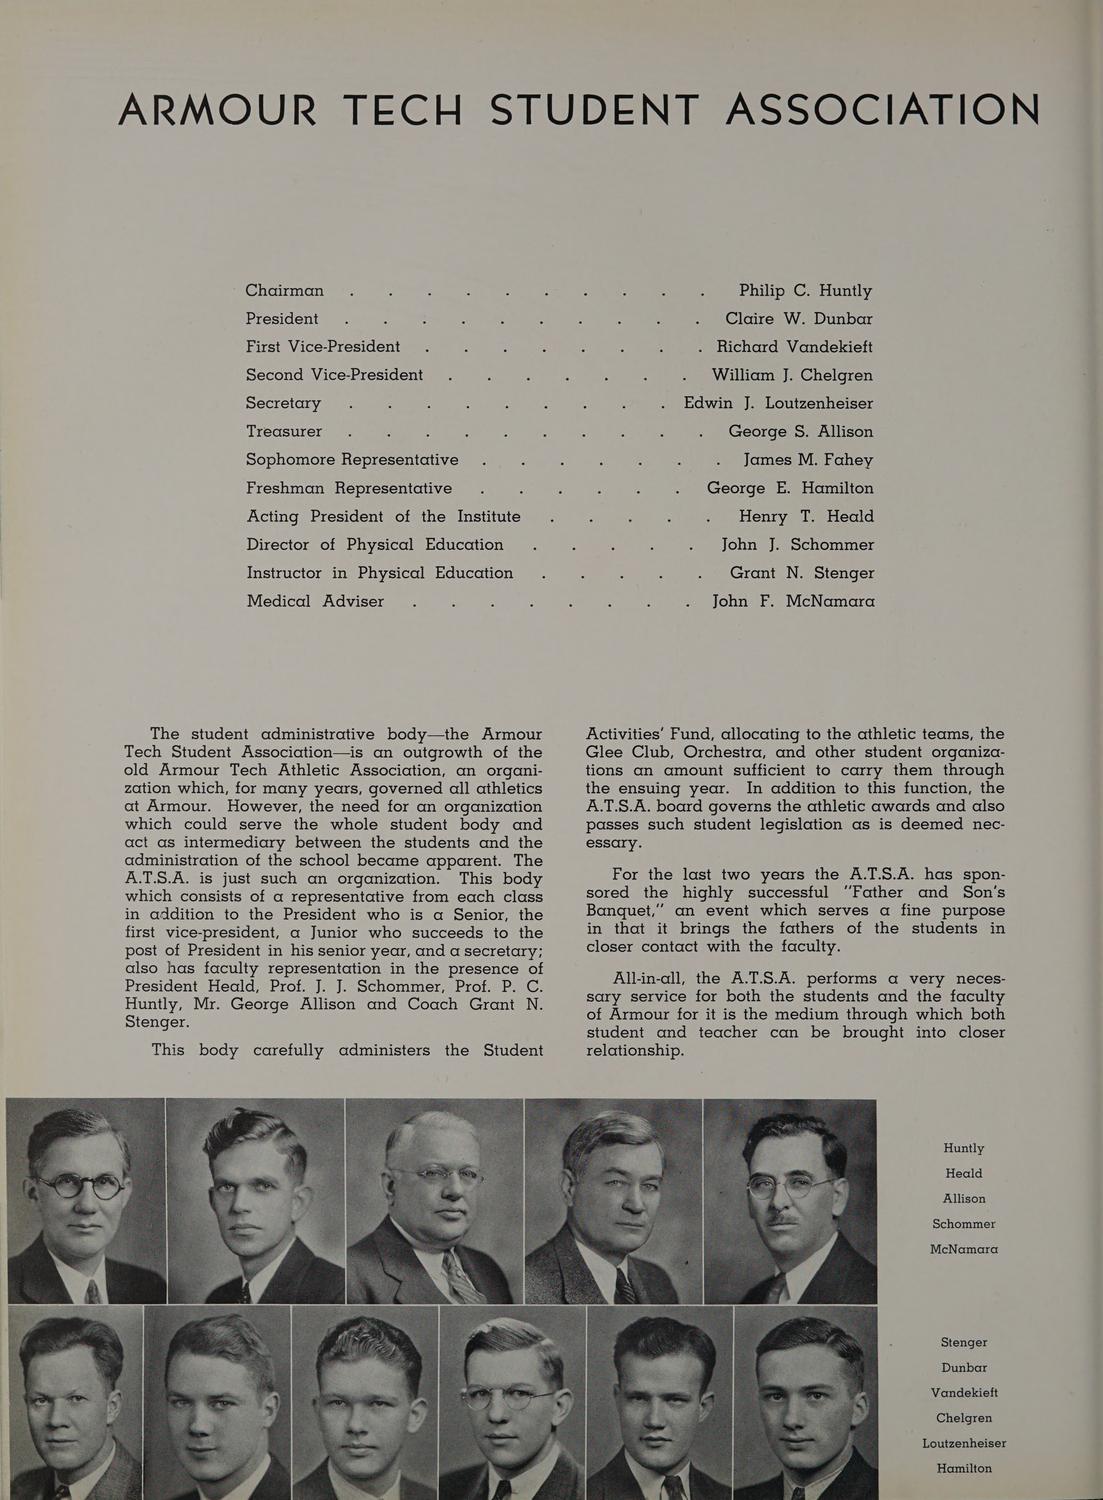 ARMOUR TECH STUDENT ASSOCIATION
Chairman . . . . . . . . . . Philip C. Huntly
President . . . . . . . . . . Claire W. Dunbar
First Vice-President . . . . . . . . Richard Vandekieft
Second Vice-President . . . . . . . William J. Chelgren
Secretary . . . . . . . . . Edwin J. Loutzenheiser
Treasurer . . . . . . . . . . George S. Allison
Sophomore Representative . . . . . . . James M. Fahey
Freshman Representative . . . . . . George E. Hamilton
Acting President of the Institute . . . . . Henry T. Heald
Director of Physical Education . . . . . John J. Schommer
Instructor in Physical Education . . . . . Grant N. Stenger
Medical Adviser . . . . . . . . John F. McNamara
The student administrative body—the Armour
Tech Student Association—is an outgrowth of the
old Armour Tech Athletic Association, an organi-
zation which, for many years, governed all athletics
at Armour. However, the need for an organization
which could serve the whole student body and
act as intermediary between the students and the
administration of the school became apparent. The
A.T.S.A. is just such an organization. This body
which consists of a representative from each class
in addition to the President who is a Senior, the
first vice-president, a Junior who succeeds to the
post of President in his senior year, and a secretary;
also has faculty representation in the presence of
President Heald, Prof. J. J. Schommer, Prof. P. C.
Huntly, Mr. George Allison and Coach Grant N.
Stenger.
This body carefully administers the Student
Activities' Fund, allocating to the athletic teams, the
Glee Club, Orchestra, and other student organiza-
tions an amount sufficient to carry them through
the ensuing year. In addition to this function, the
A.T.S.A. board governs the athletic awards and also
passes such student legislation as is deemed nec-
essary.
For the last two years the A.T.S.A. has spon-
sored the highly successful "Father and Son's
Banquet," an event which serves a fine purpose
in that it brings the fathers of the students in
closer contact with the faculty.
All-in-all, the A.T.S.A. performs a very neces-
sary service for both the students and the faculty
of Armour for it is the medium through which both
student and teacher can be brought into closer
relationship.
Huntly
Heald
Allison
Schommer
McNamara
Stenger
Dunbar
Vandekieft
Chelgren
Loutzenheiser
Hamilton